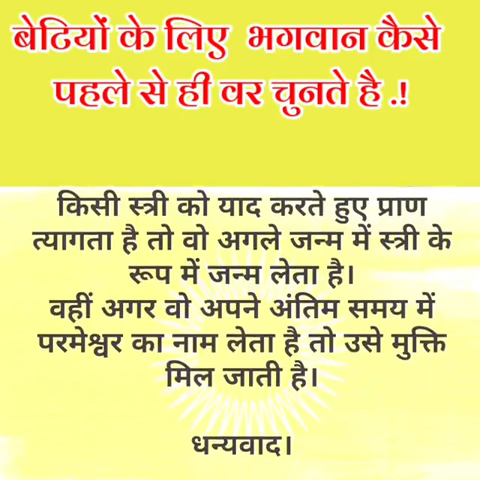 बेटियों के लिए भगवान कैसे
पहले से ही वर चुनते है .!
किसी स्त्री को याद करते हुए प्राण
त्यागता है तो वो अगले जन्म में स्त्री के
रूप में जन्म लेता है।
वहीं अगर वो अपने अंतिम समय में
परमेश्वर का नाम लेता है तो उसे मुक्ति
मिल जाती है।
धन्यवाद।